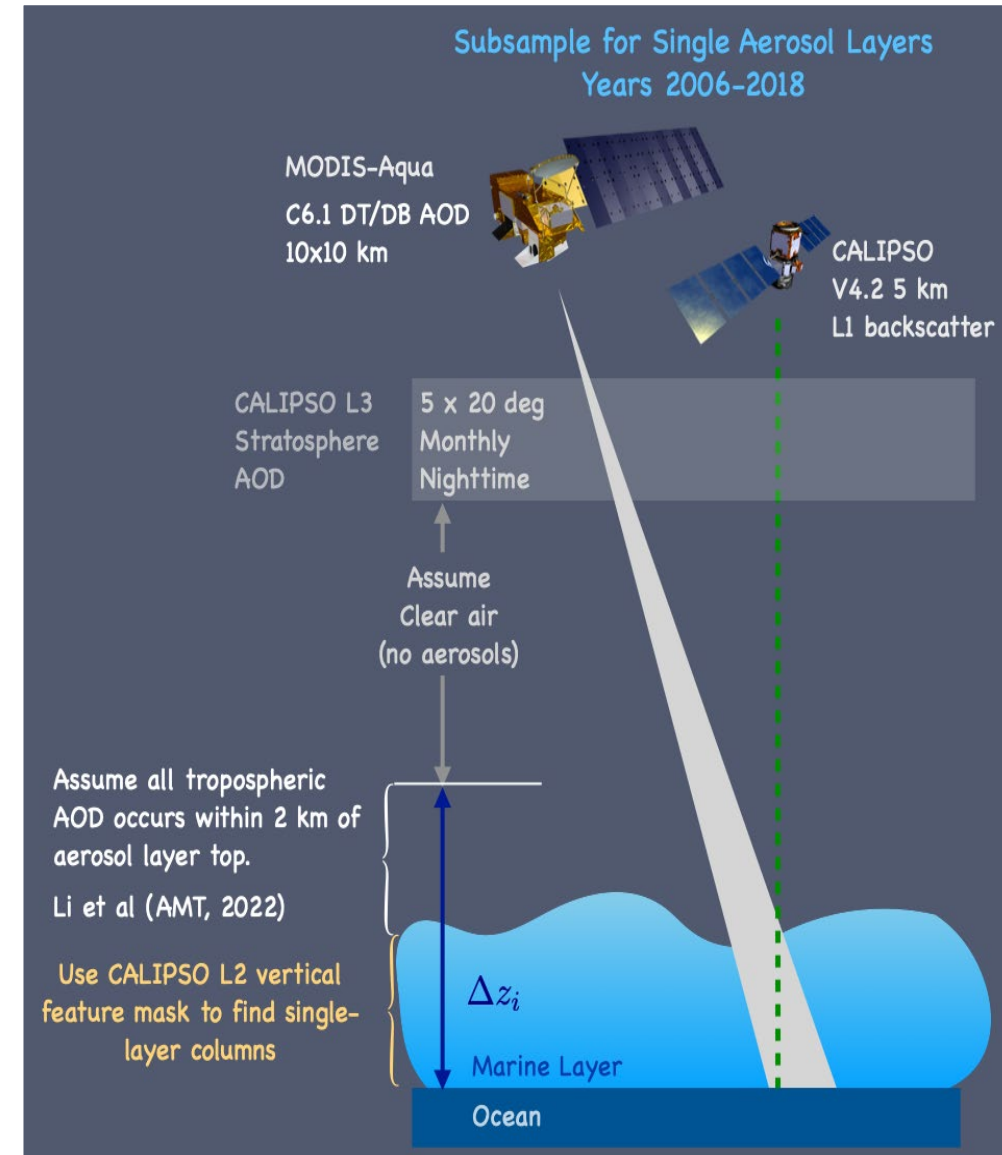 Subsample for Single Aerosol Layers
Years 2006-2018
MODIS-Aqua
C6.1 DT/DB AOD
10x10 km
CALIPSO
V4.2 5 km
L1 backscatter
CALIPSO L3
Stratosphere
AOD
5 x 20 deg
Monthly
Nighttime
Assume
Clear air
(no aerosols)
Assume all tropospheric
AOD occurs within 2 km of
aerosol layer top.
Li et al (AMT, 2022)
Use CALIPSO L2 vertical
feature mask to find single-
layer columns
Δzᵢ
Marine Layer
Ocean